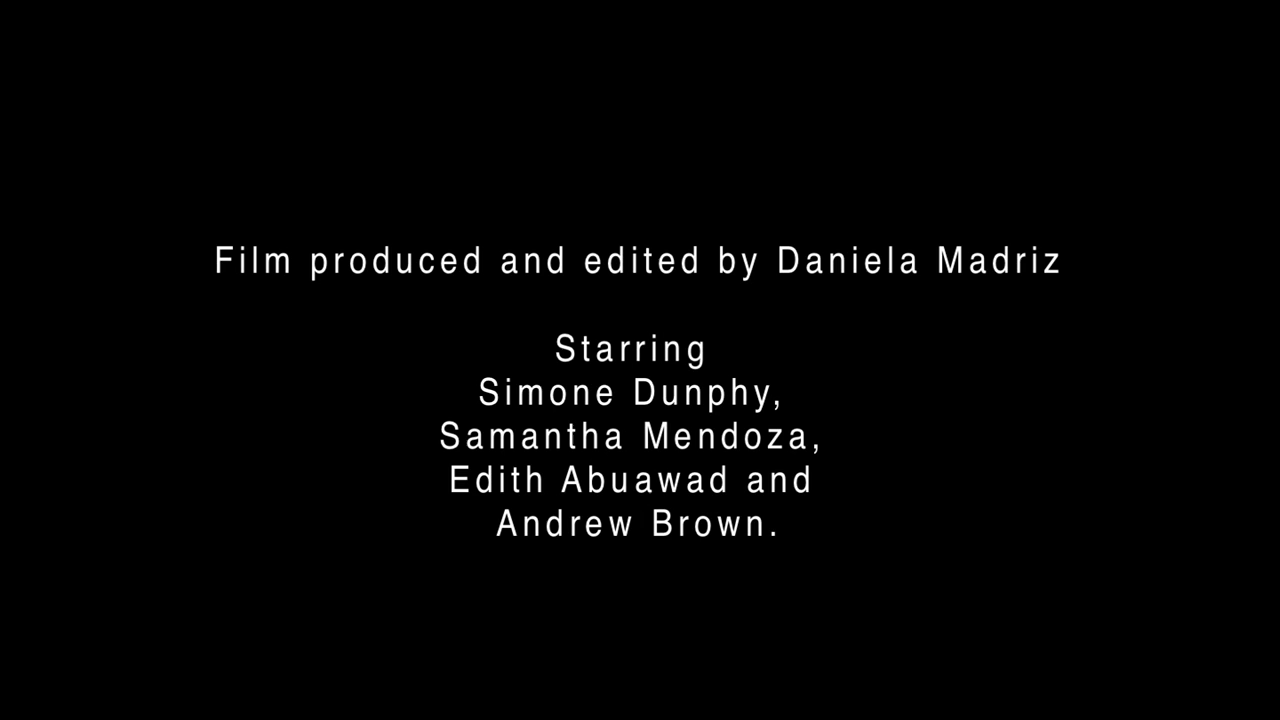 Film produced and edited by Daniela Madriz
Starring
Simone Dunphy,
Samantha Mendoza,
Edith Abuawad and
Andrew Brown.